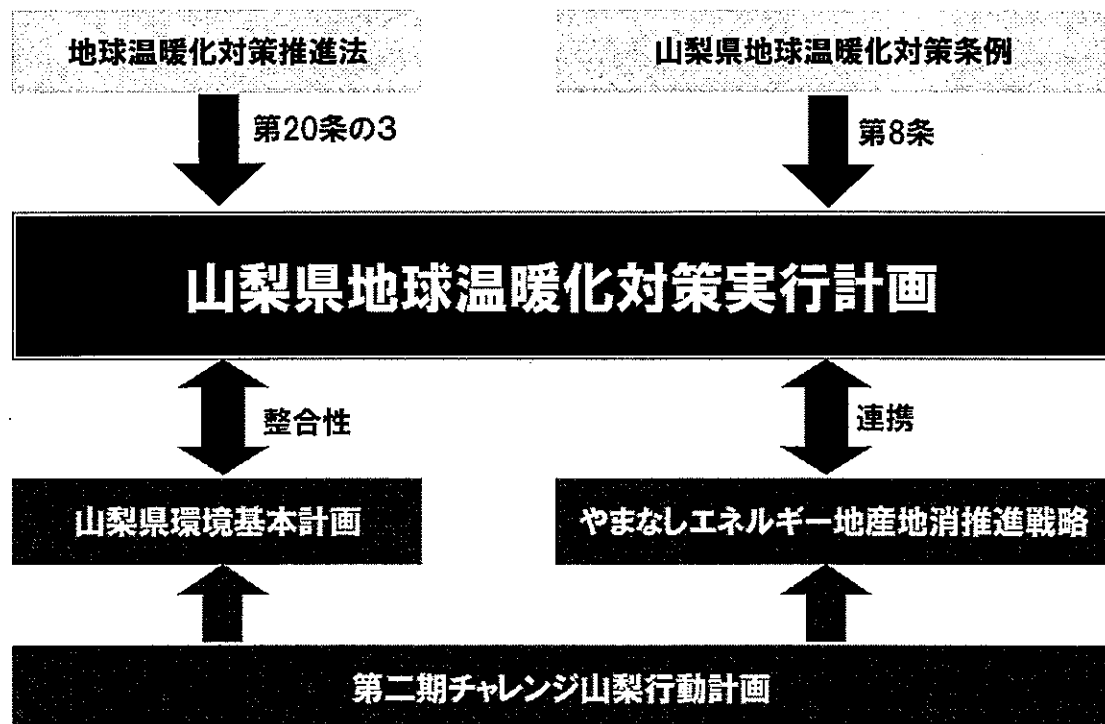 地球温暖化対策推進法
山梨県地球温暖化対策条例
第20条の3
第8条
山梨県地球温暖化対策実行計画
整合性
連携
山梨県環境基本計画
やまなしエネルギー地産地消推進戦略
第二期チャレンジ山梨行動計画